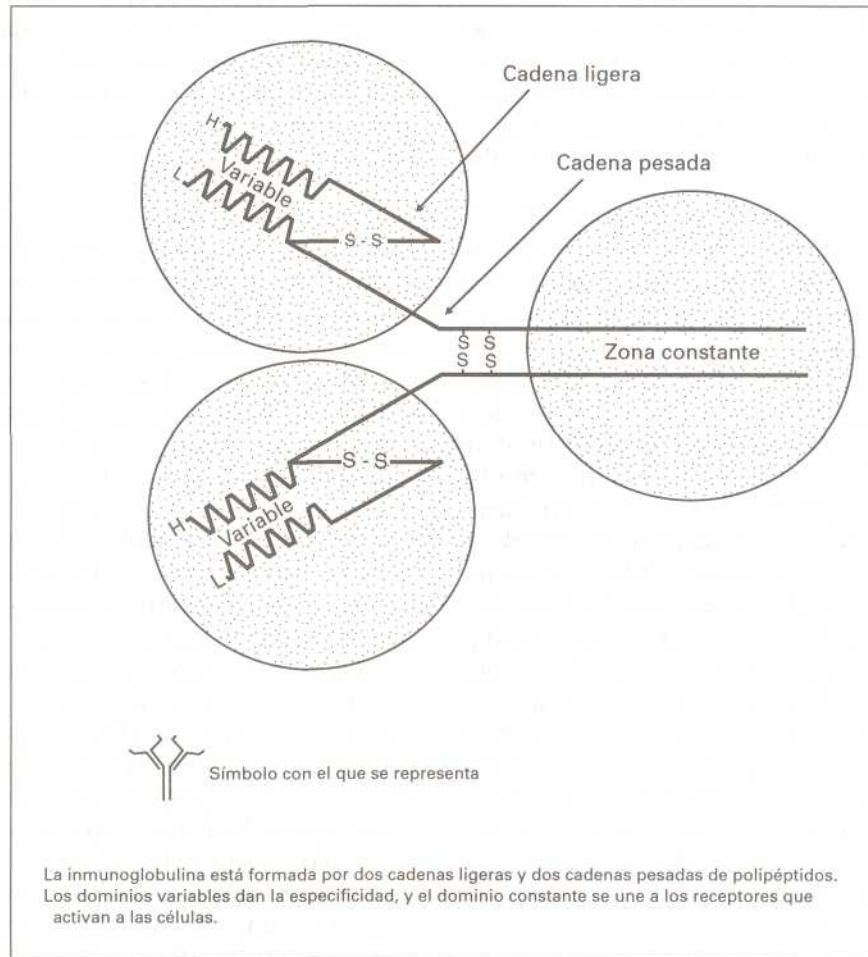 Cadena ligera
Cadena pesada
H
Variable
L
S - S
S S
S S
Zona constante
S - S
H
Variable
L
Símbolo con el que se representa
La inmunoglobulina está formada por dos cadenas ligeras y dos cadenas pesadas de polipéptidos.
Los dominios variables dan la especificidad, y el dominio constante se une a los receptores que
activan a las células.